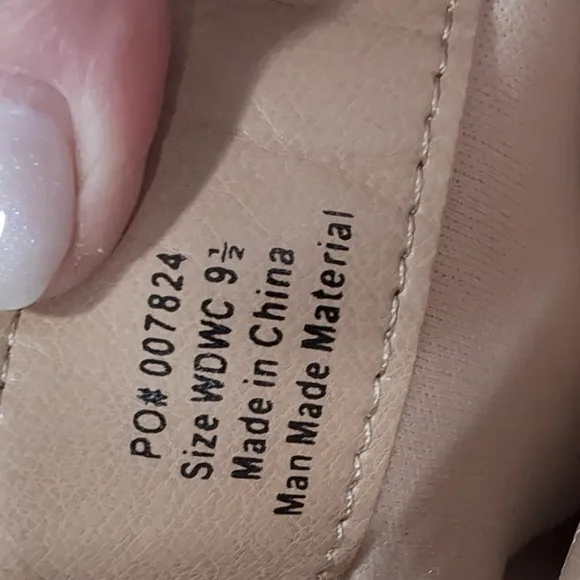 PO# 007824
Size WDWC 9½
Made in China
Man Made Material